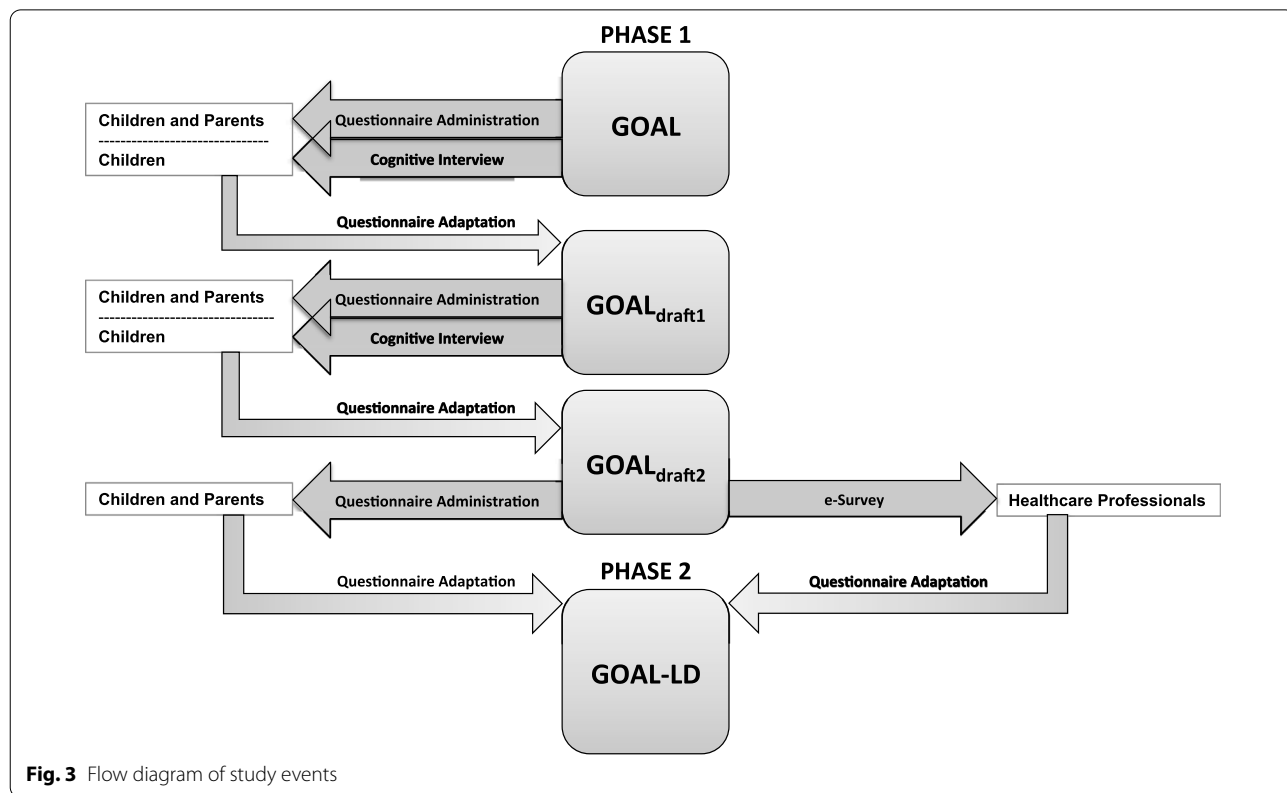 PHASE 1
GOAL
Children and Parents
---------------------------------
Children
Questionnaire Administration
Cognitive Interview
Questionnaire Adaptation
GOALdraft1
Children and Parents
----------------------------------
Children
Questionnaire Administration
Cognitive Interview
Questionnaire Adaptation
GOALdraft2
Children and Parents
Questionnaire Administration
e-Survey
Healthcare Professionals
PHASE 2
Questionnaire Adaptation
Questionnaire Adaptation
GOAL-LD
Fig. 3 Flow diagram of study events